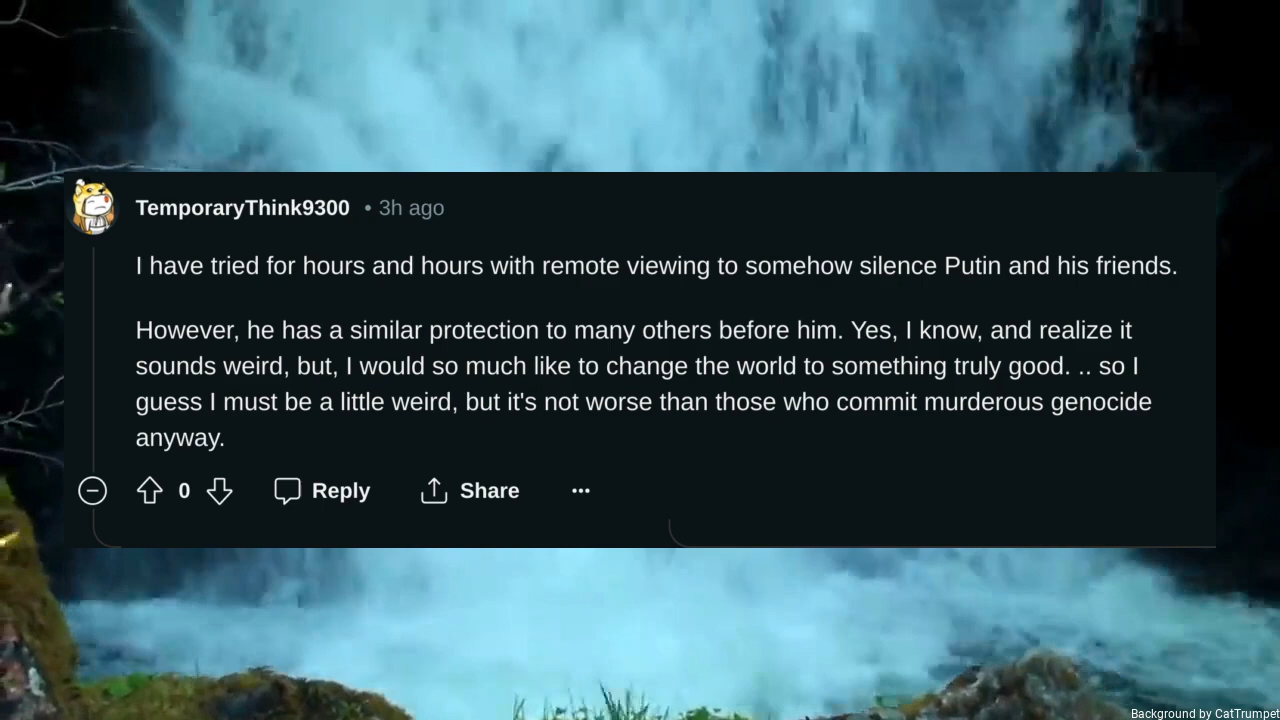 TemporaryThink9300 • 3h ago
I have tried for hours and hours with remote viewing to somehow silence Putin and his friends.
However, he has a similar protection to many others before him. Yes, I know, and realize it
sounds weird, but, I would so much like to change the world to something truly good. .. so I
guess I must be a little weird, but it's not worse than those who commit murderous genocide
anyway.
0 Reply Share ···
Background by CatTrumpet